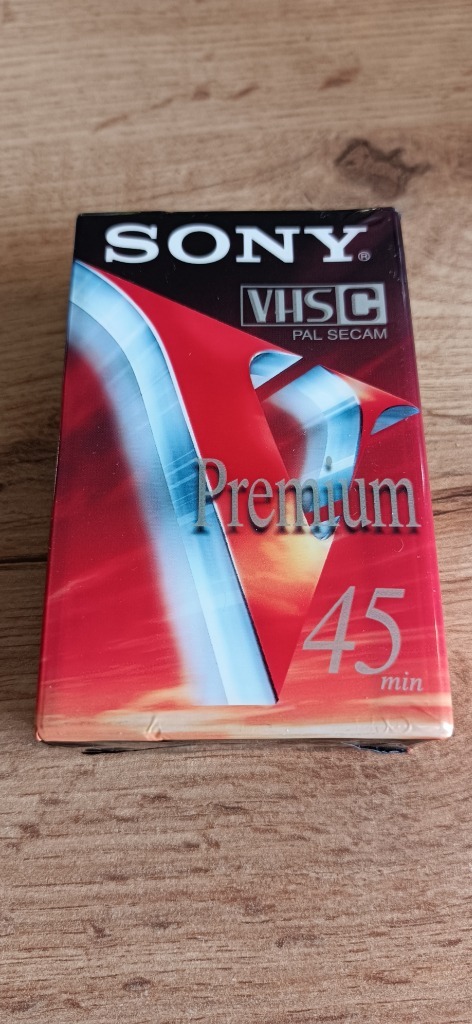 SONY®
VHS C
PAL SECAM
Premium
45
min